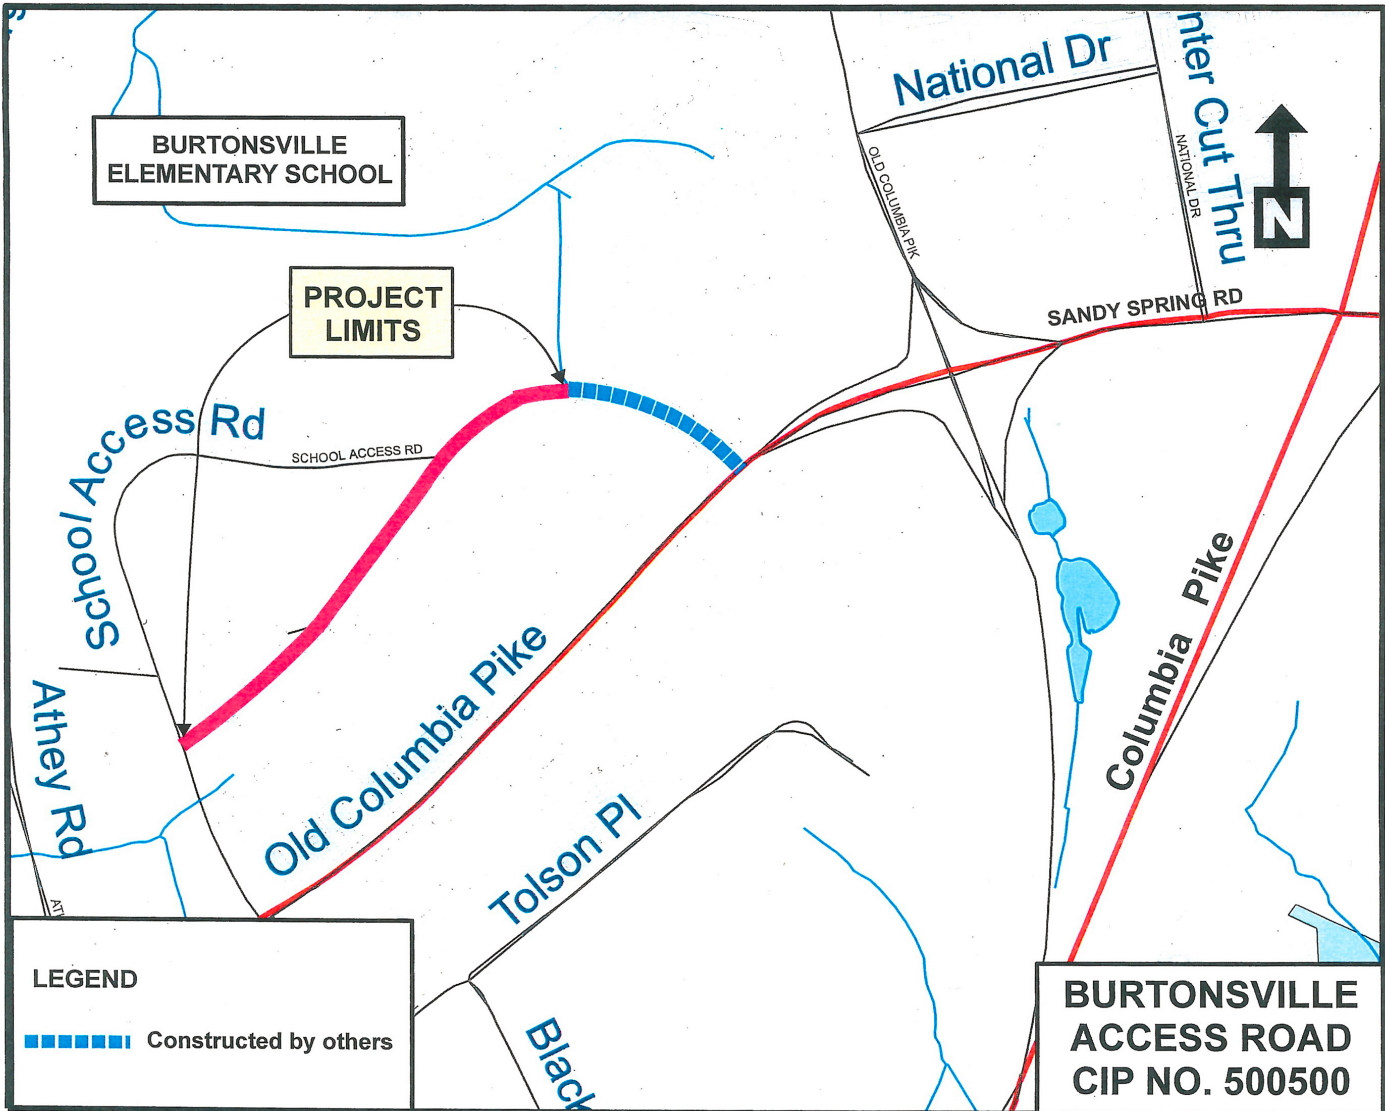 National Dr
nter Cut Thru
BURTONSVILLE
ELEMENTARY SCHOOL
OLD COLUMBIA PIK
NATIONAL DR
N
PROJECT
LIMITS
SANDY SPRING RD
School Access Rd
SCHOOL ACCESS RD
Columbia Pike
Old Columbia Pike
Athey Rd
Tolson Pl
LEGEND
Constructed by others
Black
BURTONSVILLE
ACCESS ROAD
CIP NO. 500500